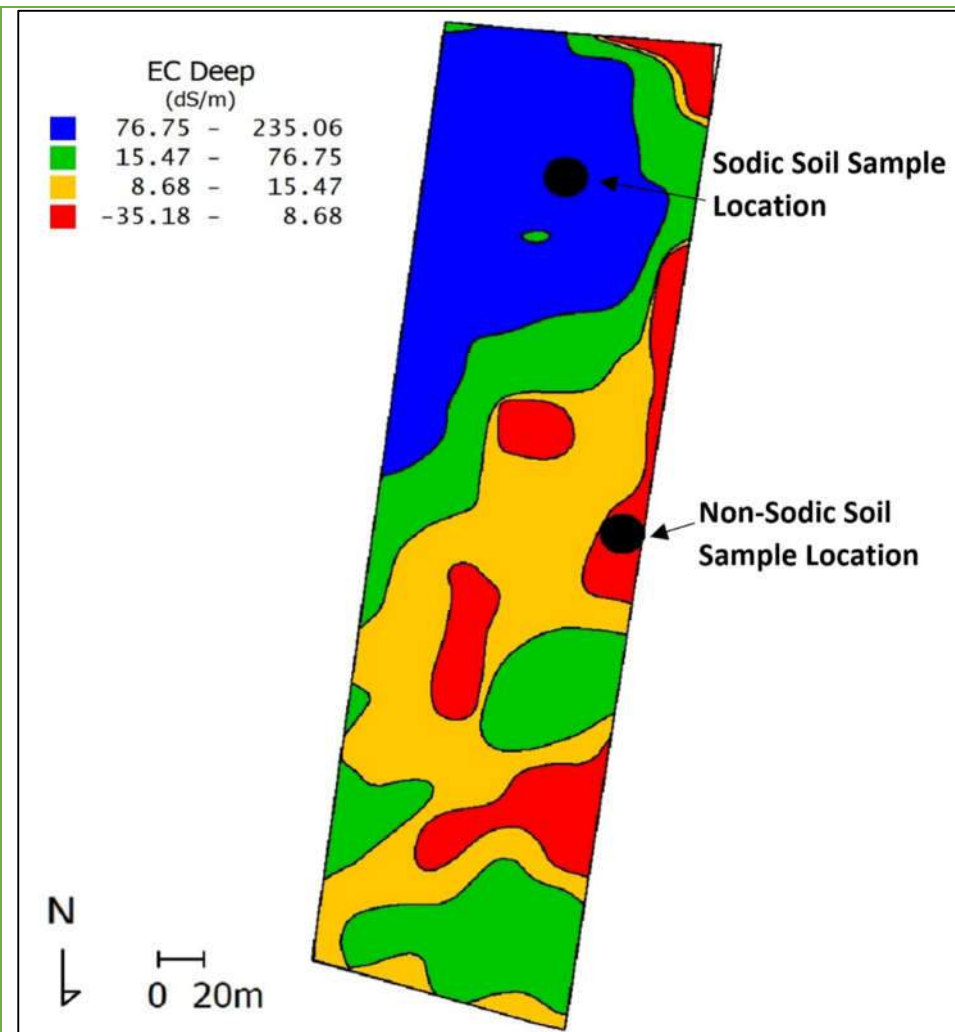 EC Deep
(dS/m)
76.75 - 235.06
15.47 - 76.75
8.68 - 15.47
-35.18 - 8.68
Sodic Soil Sample
Location
Non-Sodic Soil
Sample Location
N
0 20m